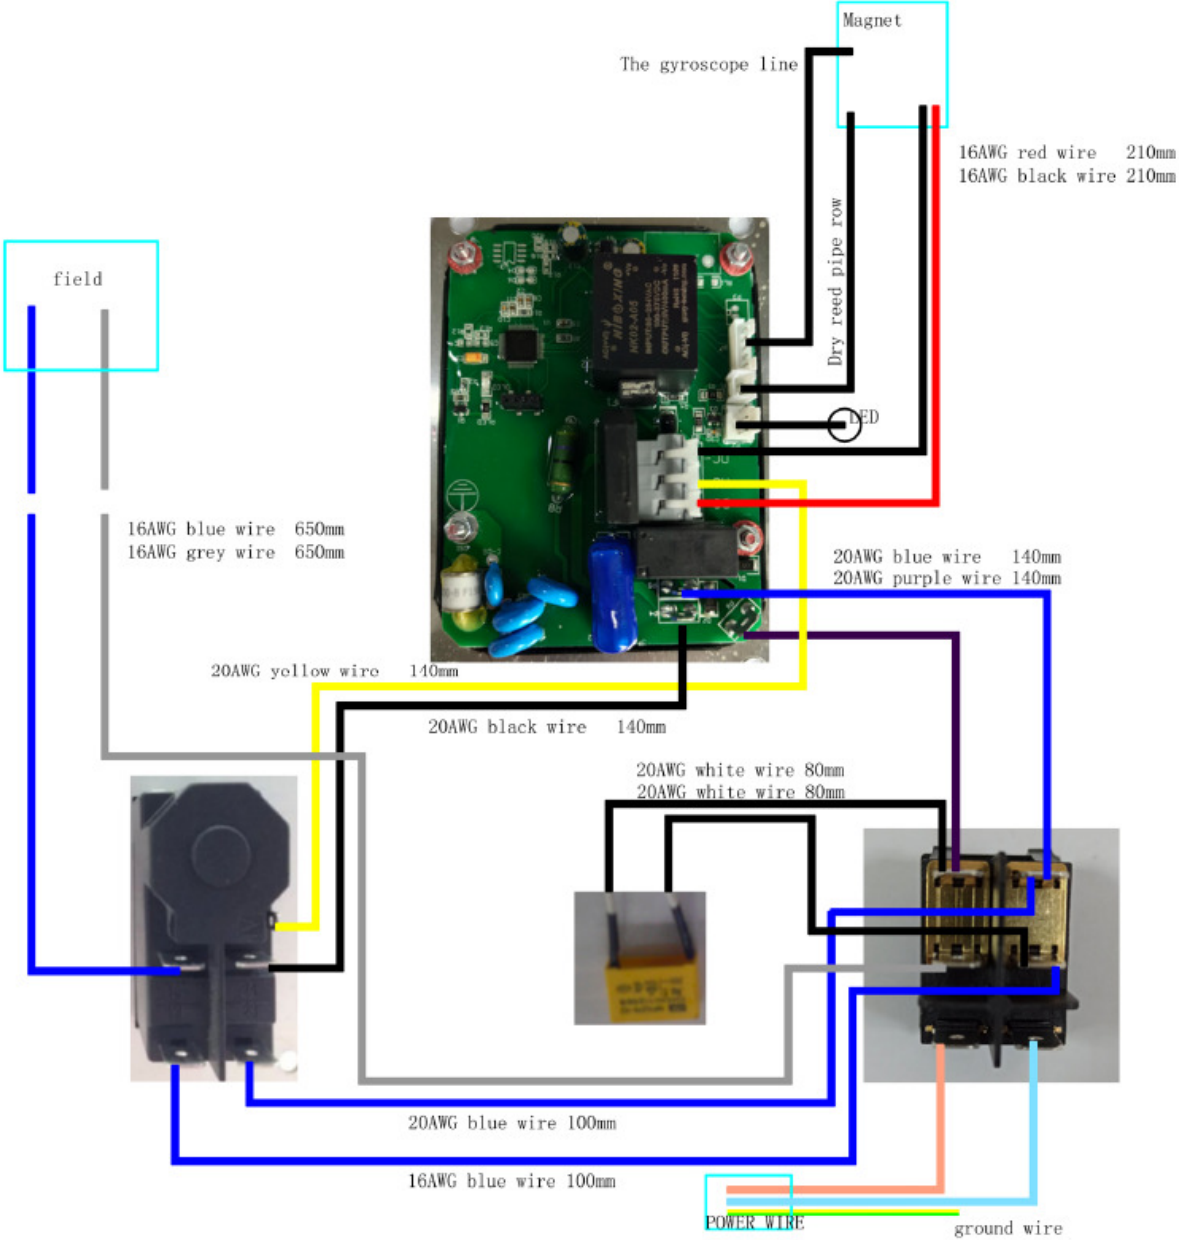 Magnet
The gyroscope line
16AWG red wire 210mm
16AWG black wire 210mm
Dry reed pipe row
field
NK02-A05
LED
DC-
16AWG blue wire 650mm
16AWG grey wire 650mm
20AWG blue wire 140mm
20AWG purple wire 140mm
20AWG yellow wire 140mm
20AWG black wire 140mm
20AWG white wire 80mm
20AWG white wire 80mm
20AWG blue wire 100mm
16AWG blue wire 100mm
POWER WIRE
ground wire